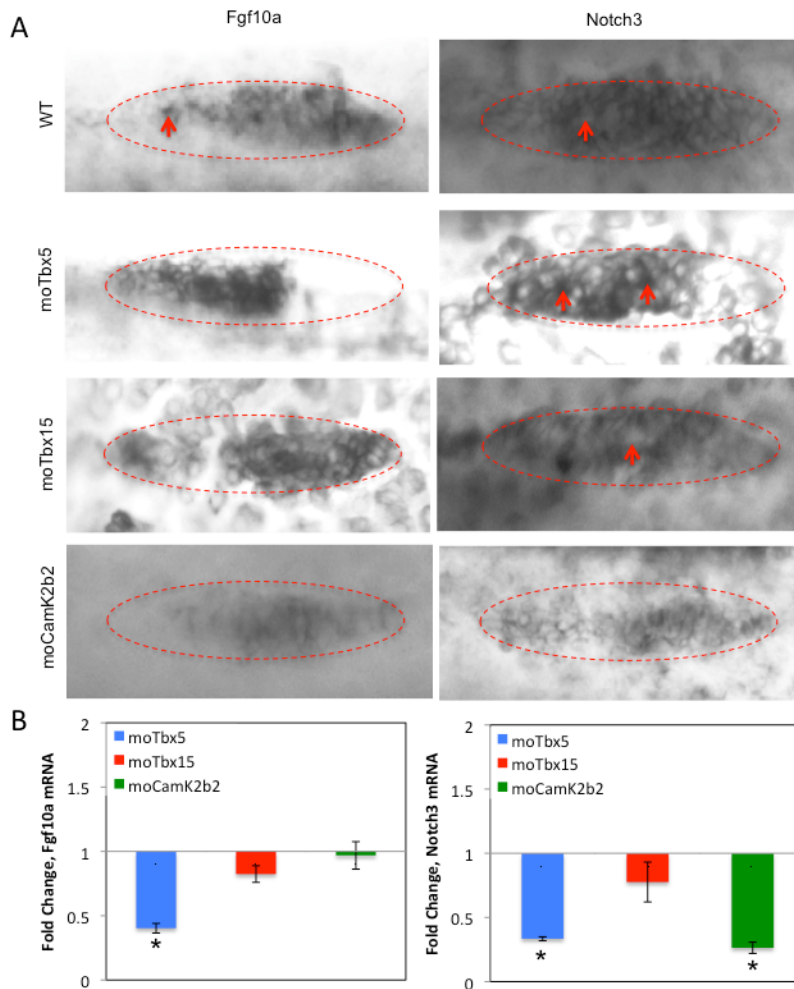 A
Fgf10a
Notch3
WT
moTbx5
moTbx15
moCamK2b2
B
Fold Change, Fgf10a mRNA
2
1.5
1
0.5
0
moTbx5
moTbx15
moCamK2b2
*
Fold Change, Notch3 mRNA
2
1.5
1
0.5
0
moTbx5
moTbx15
moCamK2b2
*
*